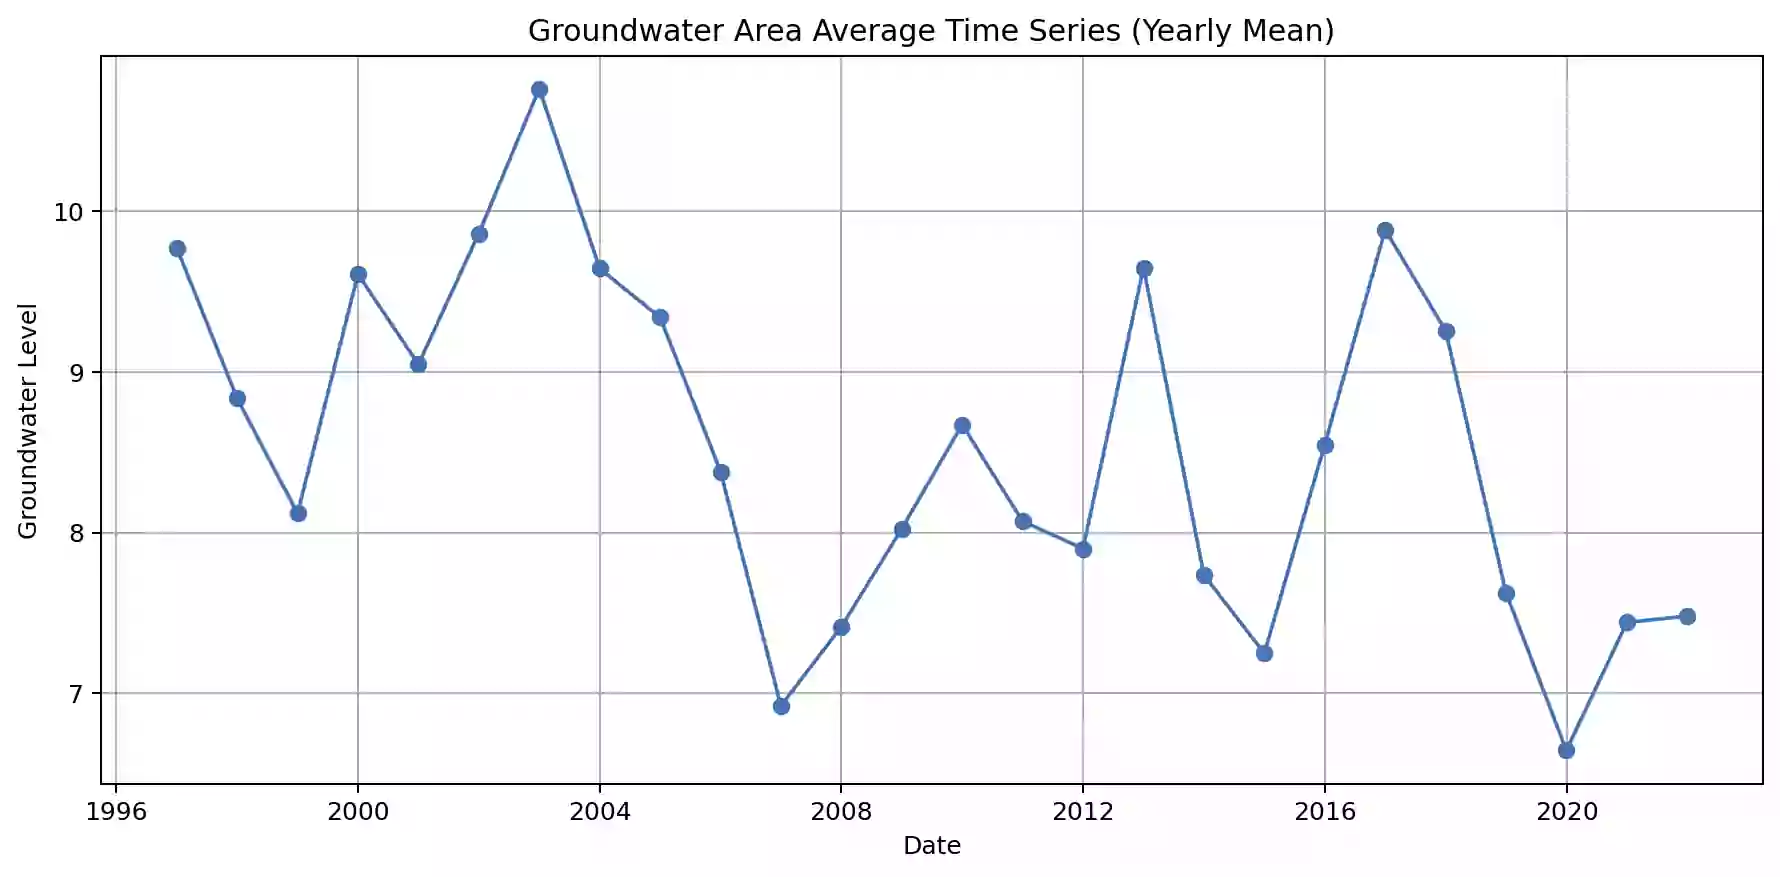 Groundwater Area Average Time Series (Yearly Mean)
Groundwater Level
10
9
8
7
1996 2000 2004 2008 2012 2016 2020
Date